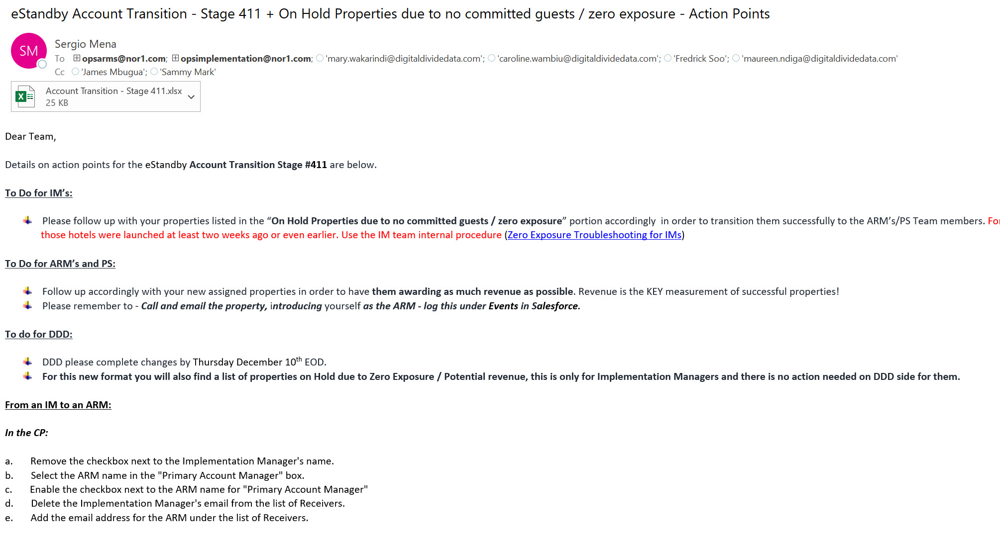 eStandby Account Transition - Stage 411 + On Hold Properties due to no committed guests / zero exposure - Action Points
SM
Sergio Mena
To opsarms@nor1.com; opsimplementation@nor1.com; 'mary.wakarindi@digitaldividedata.com'; 'caroline.wambiu@digitaldividedata.com'; 'Fredrick Soo'; 'maureen.ndiga@digitaldividedata.com'
Cc 'James Mbugua'; 'Sammy Mark'
Account Transition - Stage 411.xlsx
25 KB
Dear Team,
Details on action points for the eStandby Account Transition Stage #411 are below.
To Do for IM’s:
Please follow up with your properties listed in the “On Hold Properties due to no committed guests / zero exposure” portion accordingly in order to transition them successfully to the ARM’s/PS Team members. For
those hotels were launched at least two weeks ago or even earlier. Use the IM team internal procedure (Zero Exposure Troubleshooting for IMs)
To Do for ARM’s and PS:
Follow up accordingly with your new assigned properties in order to have them awarding as much revenue as possible. Revenue is the KEY measurement of successful properties!
Please remember to - Call and email the property, introducing yourself as the ARM - log this under Events in Salesforce.
To do for DDD:
DDD please complete changes by Thursday December 10th EOD.
For this new format you will also find a list of properties on Hold due to Zero Exposure / Potential revenue, this is only for Implementation Managers and there is no action needed on DDD side for them.
From an IM to an ARM:
In the CP:
a. Remove the checkbox next to the Implementation Manager's name.
b. Select the ARM name in the "Primary Account Manager" box.
c. Enable the checkbox next to the ARM name for "Primary Account Manager"
d. Delete the Implementation Manager's email from the list of Receivers.
e. Add the email address for the ARM under the list of Receivers.